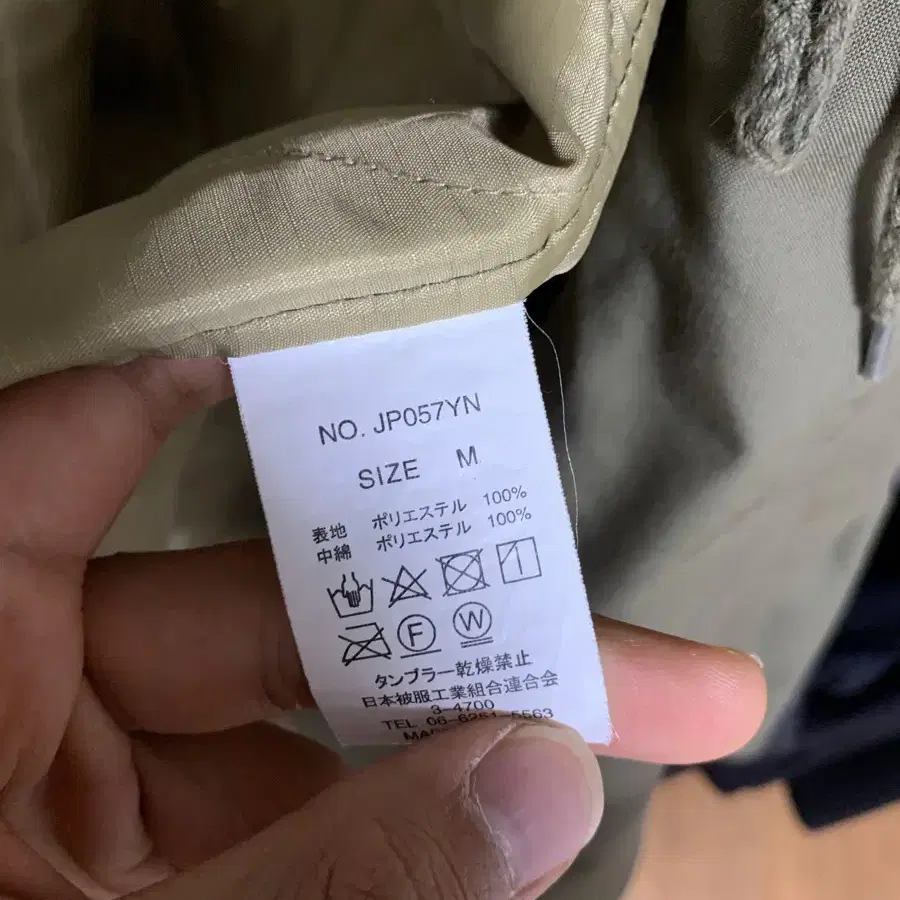 NO. JP057YN
SIZE M
表地 ポリエステル 100%
中綿 ポリエステル 100%
F W
タンブラー乾燥禁止
日本被服工業組合連合会
3-4700
TEL 06-6261-5563